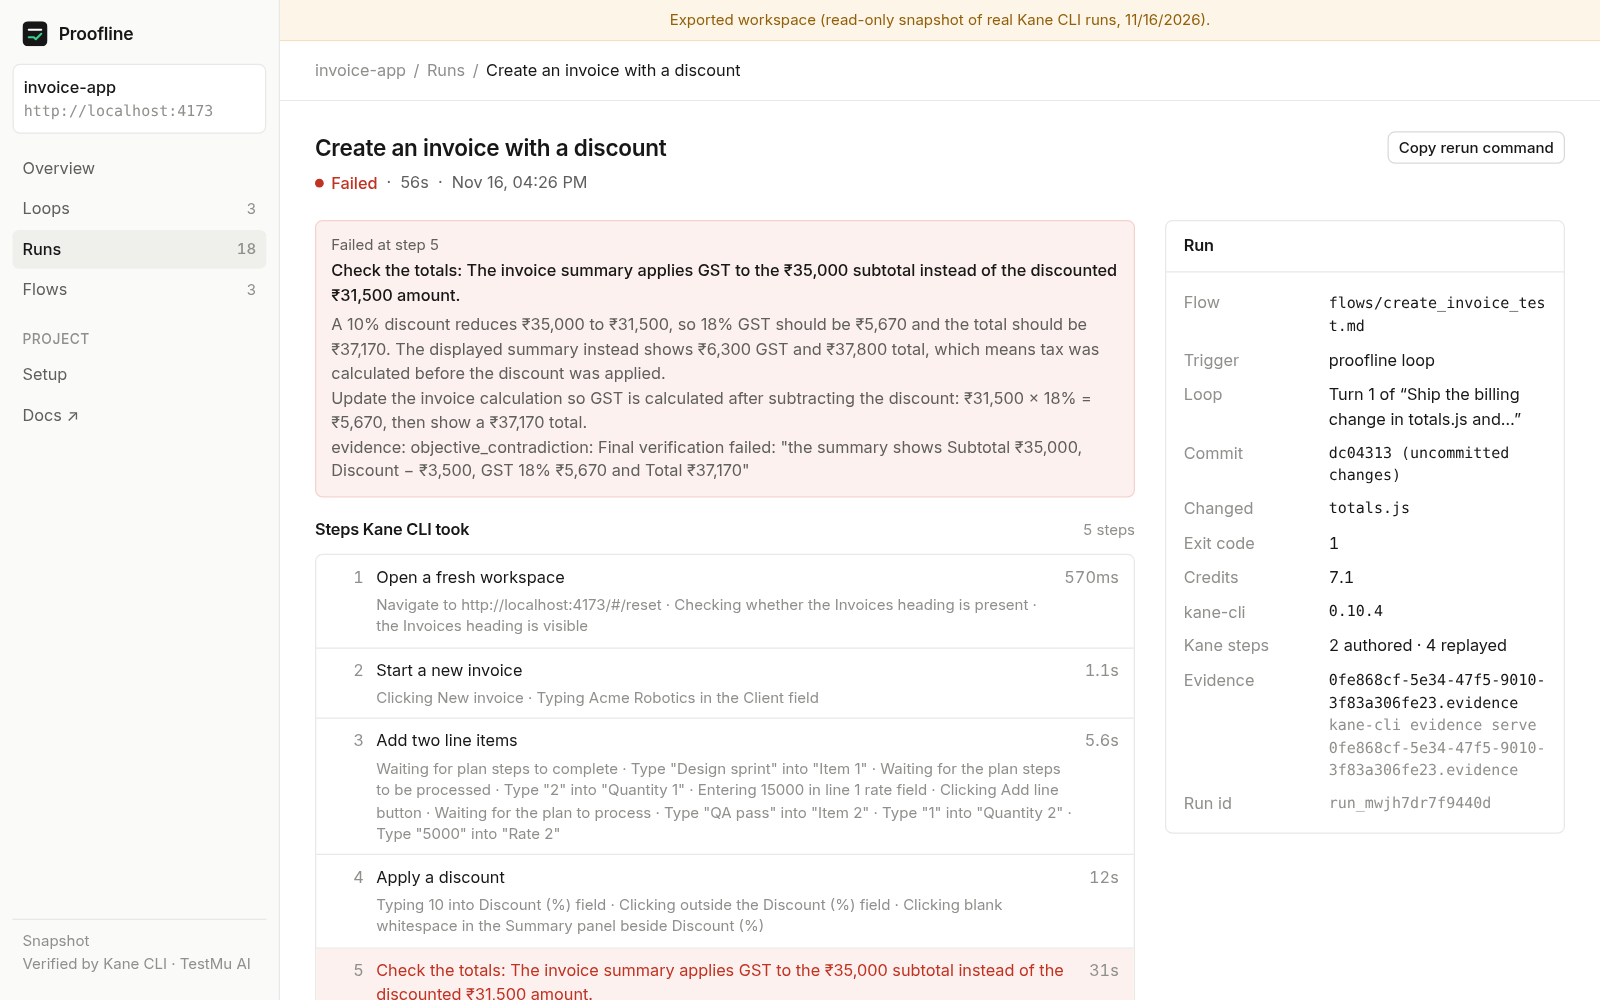 Proofline
invoice-app
http://localhost:4173
Overview
Loops 3
Runs 18
Flows 3
PROJECT
Setup
Docs ↗
Snapshot
Verified by Kane CLI · TestMu AI
Exported workspace (read-only snapshot of real Kane CLI runs, 11/16/2026).
invoice-app / Runs / Create an invoice with a discount
Create an invoice with a discount
Copy rerun command
Failed · 56s · Nov 16, 04:26 PM
Failed at step 5
Check the totals: The invoice summary applies GST to the ₹35,000 subtotal instead of the discounted
₹31,500 amount.
A 10% discount reduces ₹35,000 to ₹31,500, so 18% GST should be ₹5,670 and the total should be
₹37,170. The displayed summary instead shows ₹6,300 GST and ₹37,800 total, which means tax was
calculated before the discount was applied.
Update the invoice calculation so GST is calculated after subtracting the discount: ₹31,500 × 18% =
₹5,670, then show a ₹37,170 total.
evidence: objective_contradiction: Final verification failed: "the summary shows Subtotal ₹35,000,
Discount − ₹3,500, GST 18% ₹5,670 and Total ₹37,170"
Steps Kane CLI took
5 steps
1 Open a fresh workspace 570ms
Navigate to http://localhost:4173/#/reset · Checking whether the Invoices heading is present ·
the Invoices heading is visible
2 Start a new invoice 1.1s
Clicking New invoice · Typing Acme Robotics in the Client field
3 Add two line items 5.6s
Waiting for plan steps to complete · Type "Design sprint" into "Item 1" · Waiting for the plan steps
to be processed · Type "2" into "Quantity 1" · Entering 15000 in line 1 rate field · Clicking Add line
button · Waiting for the plan to process · Type "QA pass" into "Item 2" · Type "1" into "Quantity 2" ·
Type "5000" into "Rate 2"
4 Apply a discount 12s
Typing 10 into Discount (%) field · Clicking outside the Discount (%) field · Clicking blank
whitespace in the Summary panel beside Discount (%)
5 Check the totals: The invoice summary applies GST to the ₹35,000 subtotal instead of the 31s
discounted ₹31,500 amount.
Run
Flow flows/create_invoice_tes
t.md
Trigger proofline loop
Loop Turn 1 of “Ship the billing
change in totals.js and…”
Commit dc04313 (uncommitted
changes)
Changed totals.js
Exit code 1
Credits 7.1
kane-cli 0.10.4
Kane steps 2 authored · 4 replayed
Evidence 0fe868cf-5e34-47f5-9010-
3f83a306fe23.evidence
kane-cli evidence serve
0fe868cf-5e34-47f5-9010-
3f83a306fe23.evidence
Run id run_mwjh7dr7f9440d